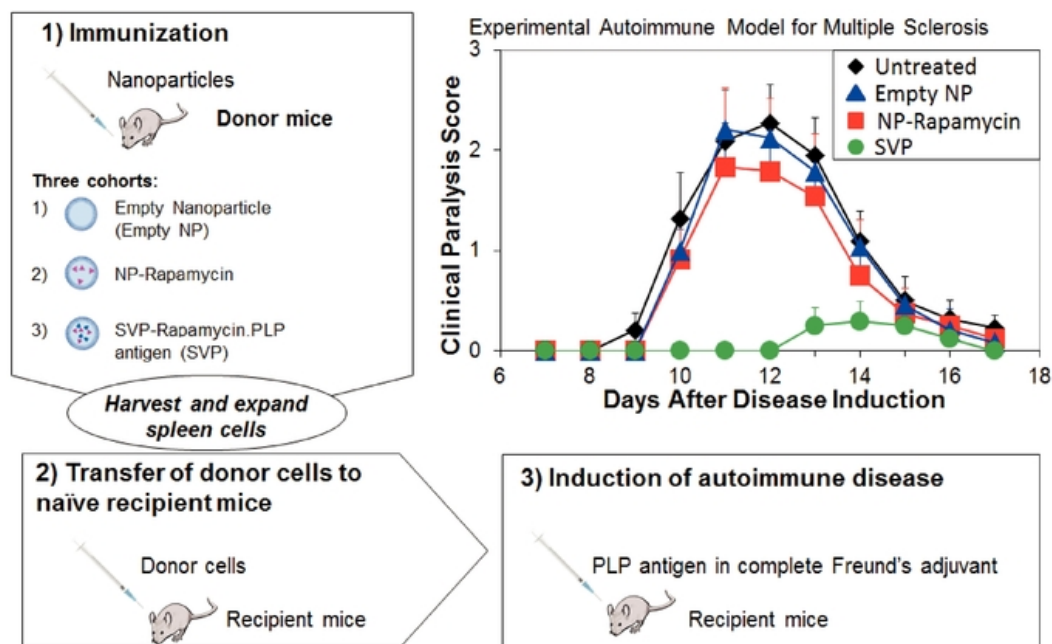 1) Immunization
Nanoparticles
Donor mice
Three cohorts:
1) Empty Nanoparticle
(Empty NP)
2) NP-Rapamycin
3) SVP-Rapamycin.PLP
antigen (SVP)
Harvest and expand
spleen cells
Experimental Autoimmune Model for Multiple Sclerosis
Clinical Paralysis Score
3
2
1
0
Untreated
Empty NP
NP-Rapamycin
SVP
6 8 10 12 14 16 18
Days After Disease Induction
2) Transfer of donor cells to
naïve recipient mice
Donor cells
Recipient mice
3) Induction of autoimmune disease
PLP antigen in complete Freund's adjuvant
Recipient mice